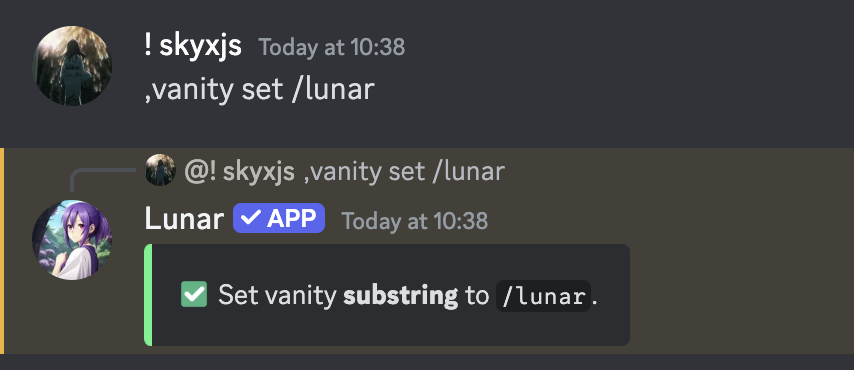 ! skyxjs Today at 10:38
,vanity set /lunar
@! skyxjs ,vanity set /lunar
Lunar ✓ APP Today at 10:38
✅ Set vanity substring to /lunar.